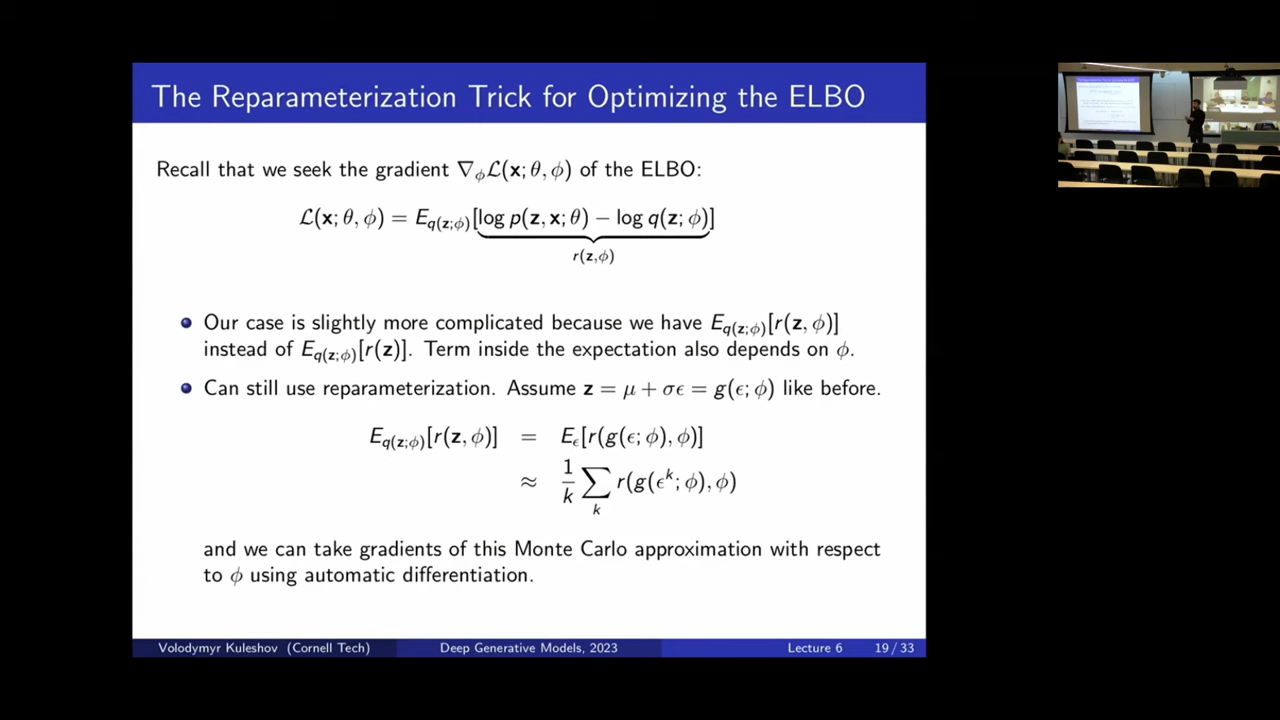 The Reparameterization Trick for Optimizing the ELBO
Recall that we seek the gradient ∇_ϕ ℒ(x; θ, ϕ) of the ELBO:
ℒ(x; θ, ϕ) = E_{q(z;ϕ)}[log p(z, x; θ) − log q(z; ϕ)]
r(z,ϕ)
Our case is slightly more complicated because we have E_{q(z;ϕ)}[r(z, ϕ)]
instead of E_{q(z;ϕ)}[r(z)]. Term inside the expectation also depends on ϕ.
Can still use reparameterization. Assume z = μ + σϵ = g(ϵ; ϕ) like before.
E_{q(z;ϕ)}[r(z, ϕ)] = E_ϵ[r(g(ϵ; ϕ), ϕ)]
≈ 1/k ∑_k r(g(ϵ^k; ϕ), ϕ)
and we can take gradients of this Monte Carlo approximation with respect
to ϕ using automatic differentiation.
Volodymyr Kuleshov (Cornell Tech) Deep Generative Models, 2023 Lecture 6 19 / 33